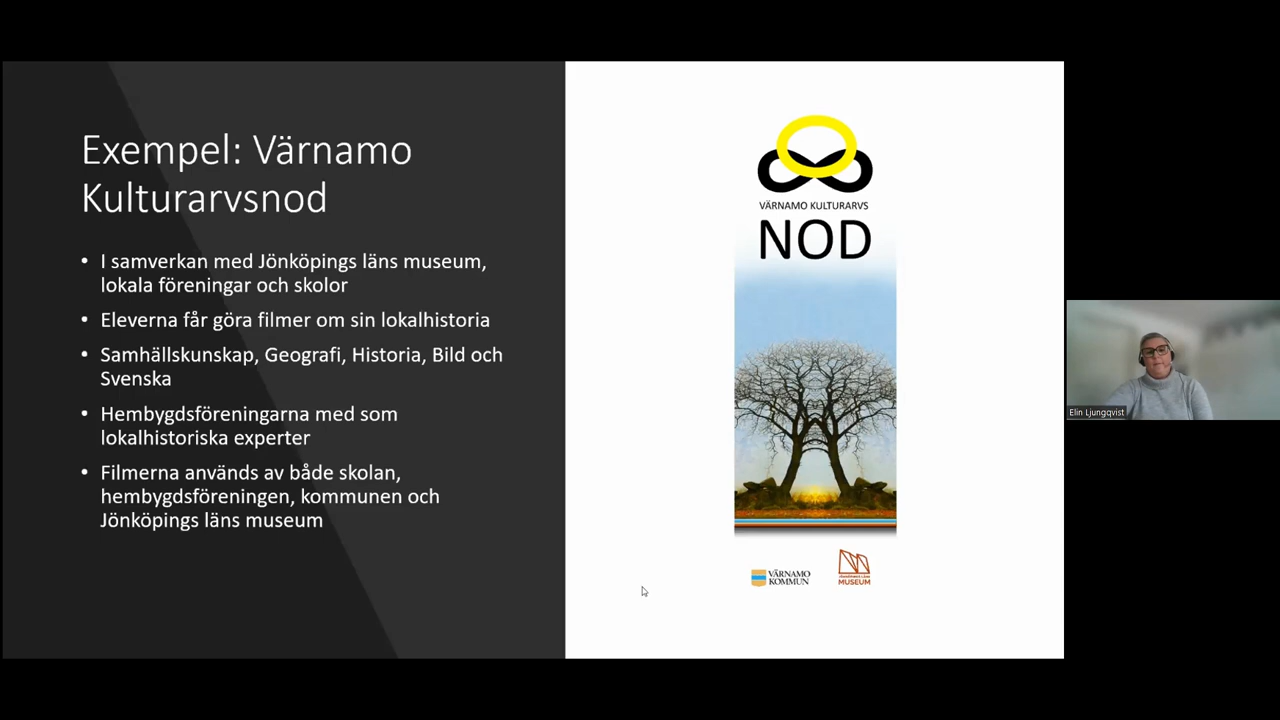 Exempel: Värnamo
Kulturarvsnod
• I samverkan med Jönköpings läns museum,
lokala föreningar och skolor
• Eleverna får göra filmer om sin lokalhistoria
• Samhällskunskap, Geografi, Historia, Bild och
Svenska
• Hembygdsföreningarna med som
lokalhistoriska experter
• Filmerna används av både skolan,
hembygdsföreningen, kommunen och
Jönköpings läns museum
VÄRNAMO KULTURARVS
NOD
VÄRNAMO
KOMMUN
JÖNKÖPINGS LÄNS
MUSEUM
Elin Ljungqvist